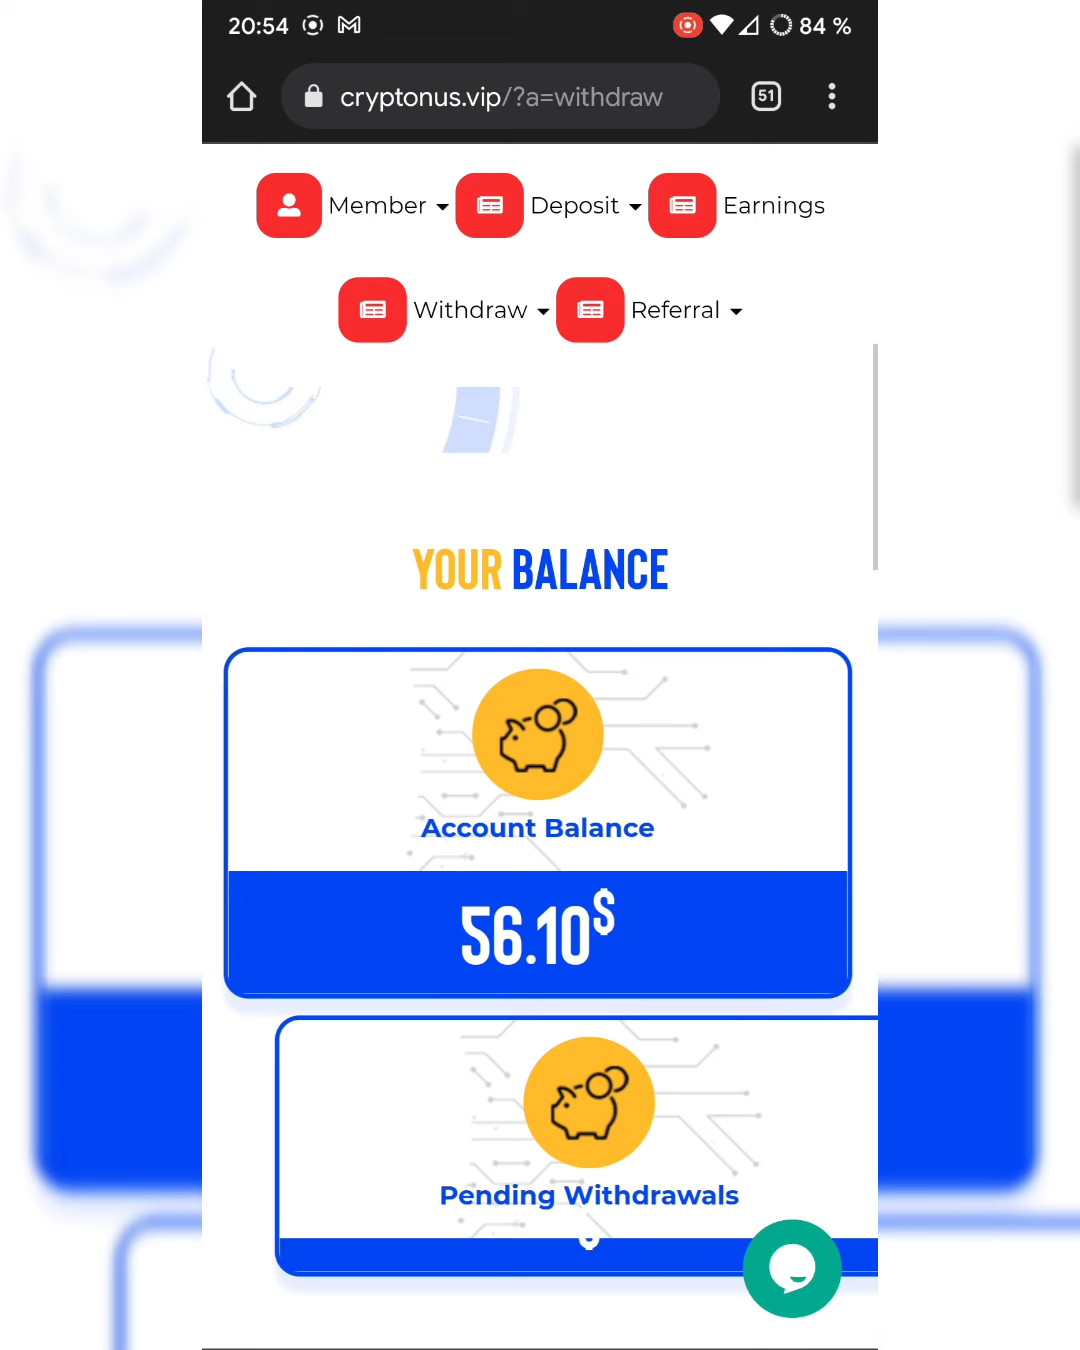 20:54 84 %
cryptonus.vip/?a=withdraw 51
Member Deposit Earnings
Withdraw Referral
YOUR BALANCE
Account Balance
56.10$
Pending Withdrawals